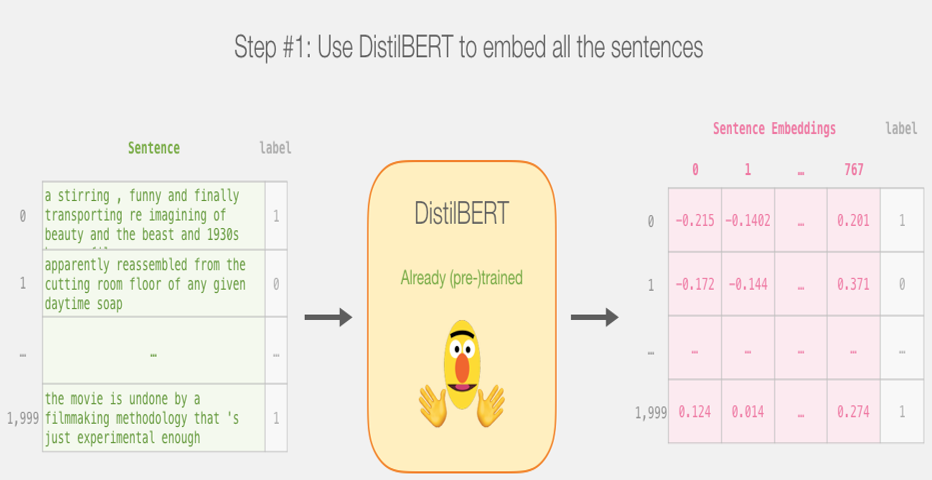 Step #1: Use DistilBERT to embed all the sentences
Sentence label
0 a stirring , funny and finally
transporting re imagining of
beauty and the beast and 1930s
1
1 apparently reassembled from the
cutting room floor of any given
daytime soap
0
… … …
1,999 the movie is undone by a
filmmaking methodology that 's
just experimental enough
1
DistilBERT
Already (pre-)trained
Sentence Embeddings label
0 1 … 767
0 -0.215 -0.1402 … 0.201 1
1 -0.172 -0.144 … 0.371 0
… … … … … …
1,999 0.124 0.014 … 0.274 1